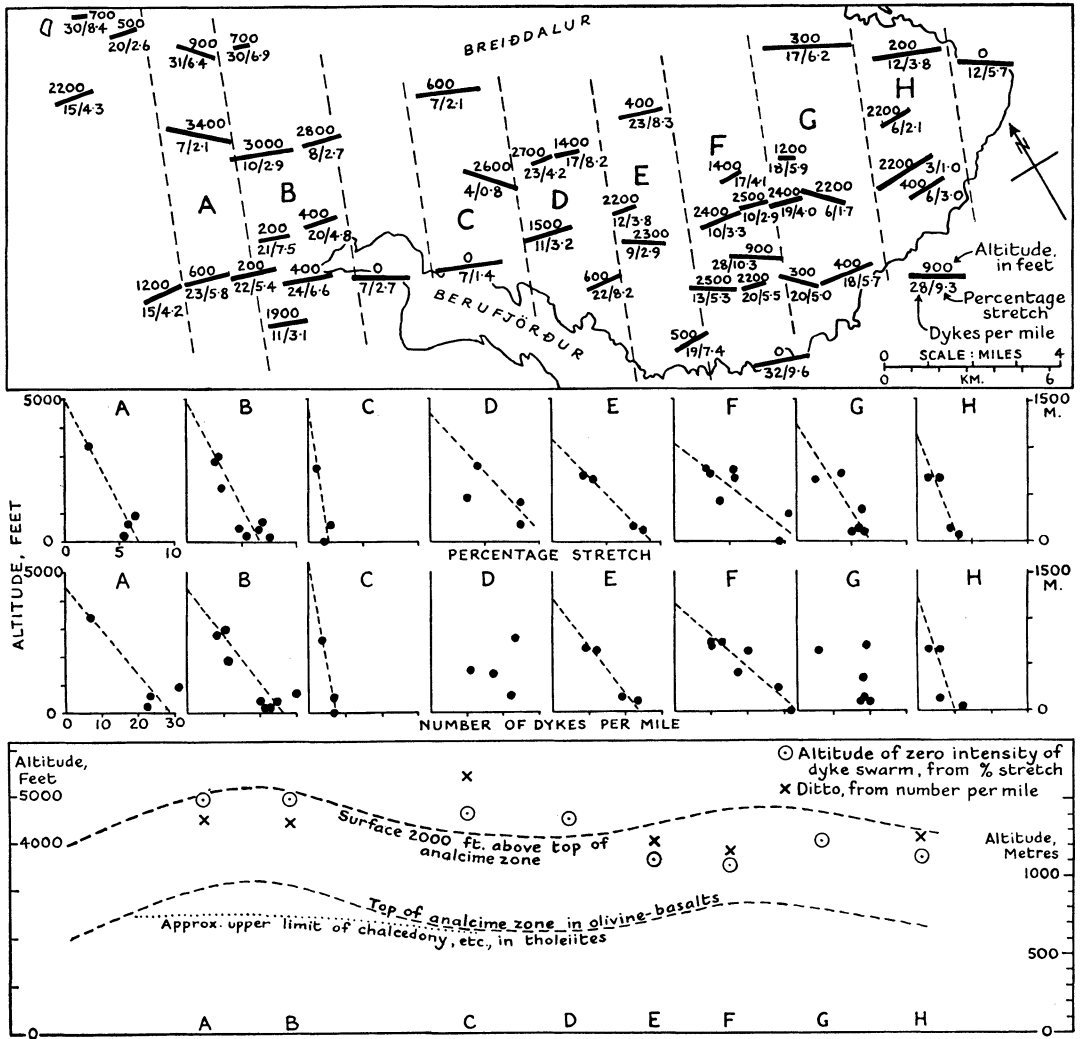 700
30/8.4
500
20/2.6
900
31/6.4
700
30/6.9
BREIÐDALUR
300
17/6.2
200
12/3.8
0
12/5.7
2200
15/4.3
600
7/2.1
400
23/8.3
H
2200
6/2.1
3400
7/2.1
3000
10/2.9
2800
8/2.7
G
F
2600
4/0.8
2700
23/4.2
1400
17/8.2
1400
17/4.1
1200
18/5.9
2200
3/1.0
N
A
B
C
D
E
2200
12/3.8
2500
10/2.9
2400
19/4.0
2200
6/1.7
400
6/3.0
200
21/7.5
400
20/4.8
1500
11/3.2
2300
9/2.9
2400
10/3.3
900
28/10.3
1200
15/4.2
600
23/5.8
200
22/5.4
400
24/6.6
0
7/2.7
0
7/1.4
600
22/8.2
2500
13/5.3
2200
20/5.5
300
20/5.0
400
18/5.7
Altitude,
in feet
900
28/9.3
Percentage
stretch
Dykes per mile
1900
11/3.1
BERUFJÖRÐUR
500
19/7.4
0
32/9.6
0 SCALE : MILES 4
0 KM. 6
5000 A B C D E F G H 1500
M.
0 0
0 5 10
PERCENTAGE STRETCH
ALTITUDE, FEET
5000 A B C D E F G H 1500
M.
0 0
0 10 20 30
NUMBER OF DYKES PER MILE
Altitude,
Feet
Altitude of zero intensity of
dyke swarm, from % stretch
× Ditto, from number per mile
5000
4000
Surface 2000 ft. above top of
analcime zone
Altitude,
Metres
1000
Top of analcime zone in olivine-basalts
Approx. upper limit of chalcedony, etc., in tholeiites
500
0 A B C D E F G H 0